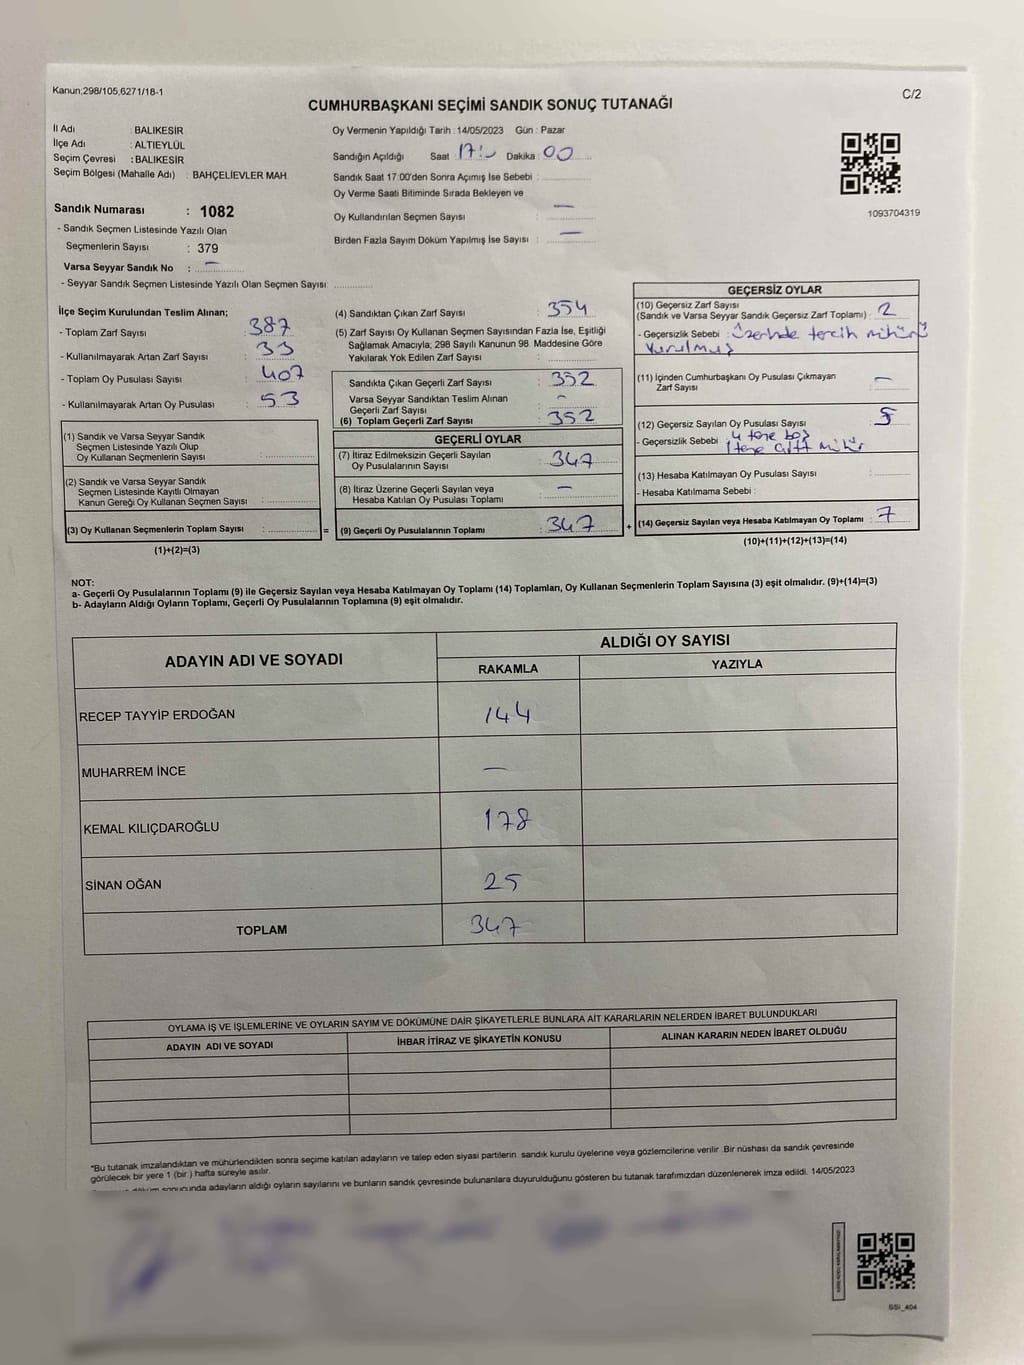 Kanun;298/105,6271/18-1
C/2
CUMHURBAŞKANI SEÇİMİ SANDIK SONUÇ TUTANAĞI
İl Adı : BALIKESİR
İlçe Adı : ALTIEYLÜL
Seçim Çevresi : BALIKESİR
Seçim Bölgesi (Mahalle Adı) : BAHÇELİEVLER MAH.
Sandık Numarası : 1082
- Sandık Seçmen Listesinde Yazılı Olan
Seçmenlerin Sayısı : 379
Varsa Seyyar Sandık No : —
- Seyyar Sandık Seçmen Listesinde Yazılı Olan Seçmen Sayısı:
Oy Vermenin Yapıldığı Tarih : 14/05/2023 Gün : Pazar
Sandığın Açıldığı Saat : 17:- Dakika : 00
Sandık Saat 17.00'den Sonra Açımış İse Sebebi :
Oy Verme Saati Bitiminde Sırada Bekleyen ve
Oy Kullandırılan Seçmen Sayısı : —
Birden Fazla Sayım Döküm Yapılmış İse Sayısı : —
1093704319
İlçe Seçim Kurulundan Teslim Alınan;
- Toplam Zarf Sayısı : 387
- Kullanılmayarak Artan Zarf Sayısı : 33
- Toplam Oy Pusulası Sayısı : 407
- Kullanılmayarak Artan Oy Pusulası : 53
(1) Sandık ve Varsa Seyyar Sandık
Seçmen Listesinde Yazılı Olup
Oy Kullanan Seçmenlerin Sayısı :
(2) Sandık ve Varsa Seyyar Sandık
Seçmen Listesinde Kayıtlı Olmayan
Kanun Gereği Oy Kullanan Seçmen Sayısı :
(3) Oy Kullanan Seçmenlerin Toplam Sayısı : =
(1)+(2)=(3)
(4) Sandıktan Çıkan Zarf Sayısı : 354
(5) Zarf Sayısı Oy Kullanan Seçmen Sayısından Fazla İse, Eşitliği
Sağlamak Amacıyla; 298 Sayılı Kanunun 98 Maddesine Göre
Yakılarak Yok Edilen Zarf Sayısı :
Sandıkta Çıkan Geçerli Zarf Sayısı : 352
Varsa Seyyar Sandıktan Teslim Alınan
Geçerli Zarf Sayısı : -
(6) Toplam Geçerli Zarf Sayısı : 352
GEÇERLİ OYLAR
(7) İtiraz Edilmeksizin Geçerli Sayılan
Oy Pusulalarının Sayısı : 347
(8) İtiraz Üzerine Geçerli Sayılan veya
Hesaba Katılan Oy Pusulası Toplamı : —
(9) Geçerli Oy Pusulalarının Toplamı : 347 +
GEÇERSİZ OYLAR
(10) Geçersiz Zarf Sayısı
(Sandık ve Varsa Seyyar Sandık Geçersiz Zarf Toplamı) : 2
- Geçersizlik Sebebi : Üzerinde tercih mührü
vurulmuş
(11) İçinden Cumhurbaşkanı Oy Pusulası Çıkmayan
Zarf Sayısı : —
(12) Geçersiz Sayılan Oy Pusulası Sayısı : 5
- Geçersizlik Sebebi : 4 tane boş
1 tane çift mühür
(13) Hesaba Katılmayan Oy Pusulası Sayısı :
- Hesaba Katılmama Sebebi :
(14) Geçersiz Sayılan veya Hesaba Katılmayan Oy Toplamı : 7
(10)+(11)+(12)+(13)=(14)
NOT:
a- Geçerli Oy Pusulalarının Toplamı (9) ile Geçersiz Sayılan veya Hesaba Katılmayan Oy Toplamı (14) Toplamları, Oy Kullanan Seçmenlerin Toplam Sayısına (3) eşit olmalıdır. (9)+(14)=(3)
b- Adayların Aldığı Oyların Toplamı, Geçerli Oy Pusulalarının Toplamına (9) eşit olmalıdır.
ADAYIN ADI VE SOYADI
ALDIĞI OY SAYISI
RAKAMLA YAZIYLA
RECEP TAYYİP ERDOĞAN 144
MUHARREM İNCE —
KEMAL KILIÇDAROĞLU 178
SİNAN OĞAN 25
TOPLAM 347
OYLAMA İŞ VE İŞLEMLERİNE VE OYLARIN SAYIM VE DÖKÜMÜNE DAİR ŞİKAYETLERLE BUNLARA AİT KARARLARIN NELERDEN İBARET BULUNDUKLARI
ADAYIN ADI VE SOYADI İHBAR İTİRAZ VE ŞİKAYETİN KONUSU ALINAN KARARIN NEDEN İBARET OLDUĞU
*Bu tutanak imzalandıktan ve mühürlendikten sonra seçime katılan adayların ve talep eden siyasi partilerin sandık kurulu üyelerine veya gözlemcilerine verilir .Bir nüshası da sandık çevresinde
görülecek bir yere 1 (bir ) hafta süreyle asılır.
döküm sonucunda adayların aldığı oyların sayılarını ve bunların sandık çevresinde bulunanlara duyurulduğunu gösteren bu tutanak tarafımızdan düzenlenerek imza edildi. 14/05/2023
SSI_404